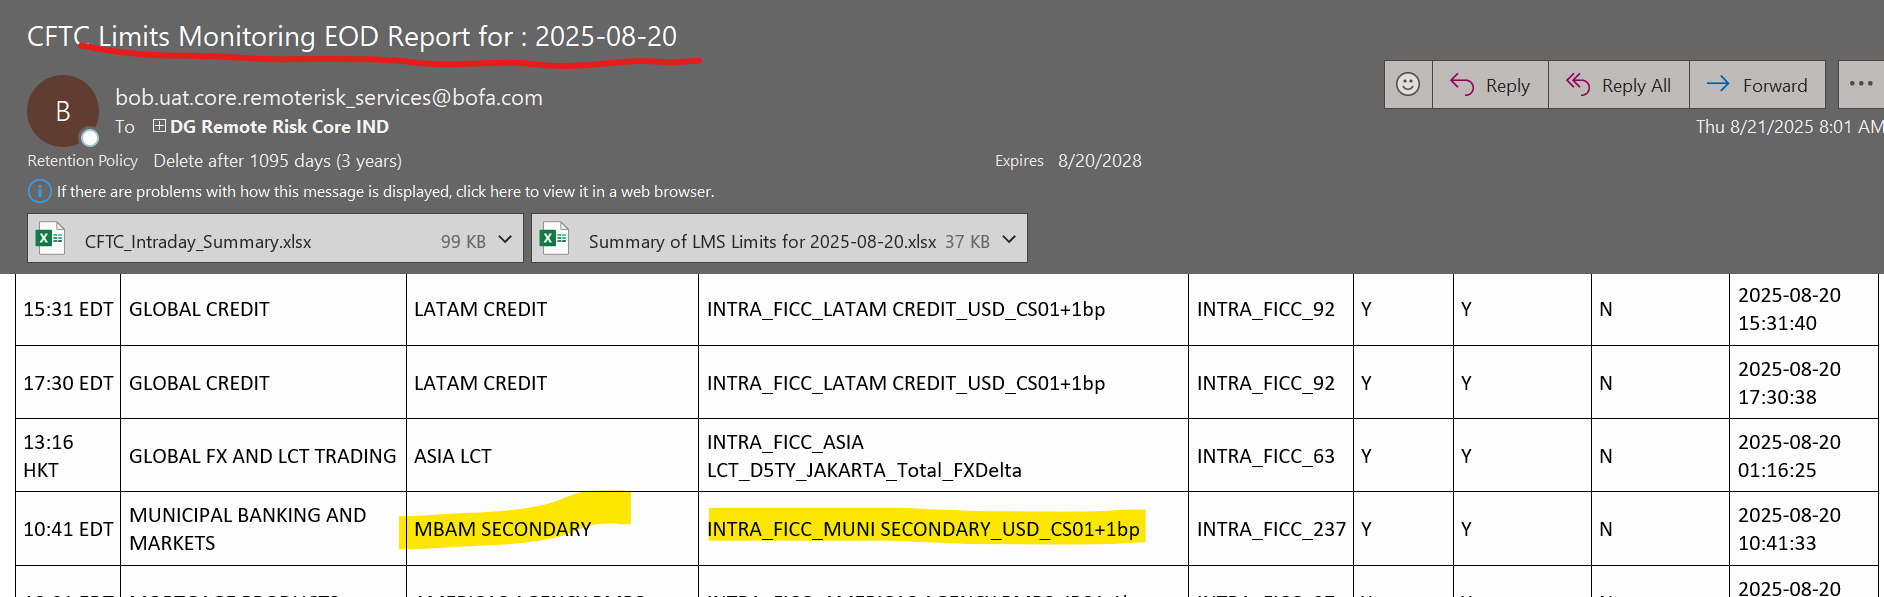 CFTC Limits Monitoring EOD Report for : 2025-08-20
B
bob.uat.core.remoterisk_services@bofa.com
To DG Remote Risk Core IND
Reply
Reply All
Forward
Thu 8/21/2025 8:01 AM
Retention Policy Delete after 1095 days (3 years)
Expires 8/20/2028
If there are problems with how this message is displayed, click here to view it in a web browser.
CFTC_Intraday_Summary.xlsx 99 KB
Summary of LMS Limits for 2025-08-20.xlsx 37 KB
15:31 EDT GLOBAL CREDIT LATAM CREDIT INTRA_FICC_LATAM CREDIT_USD_CS01+1bp INTRA_FICC_92 Y Y N 2025-08-20
15:31:40
17:30 EDT GLOBAL CREDIT LATAM CREDIT INTRA_FICC_LATAM CREDIT_USD_CS01+1bp INTRA_FICC_92 Y Y N 2025-08-20
17:30:38
13:16
HKT
GLOBAL FX AND LCT TRADING
ASIA LCT
INTRA_FICC_ASIA
LCT_D5TY_JAKARTA_Total_FXDelta
INTRA_FICC_63
Y
Y
N
2025-08-20
01:16:25
10:41 EDT
MUNICIPAL BANKING AND
MARKETS
MBAM SECONDARY
INTRA_FICC_MUNI SECONDARY_USD_CS01+1bp
INTRA_FICC_237
Y
Y
N
2025-08-20
10:41:33
2025-08-20